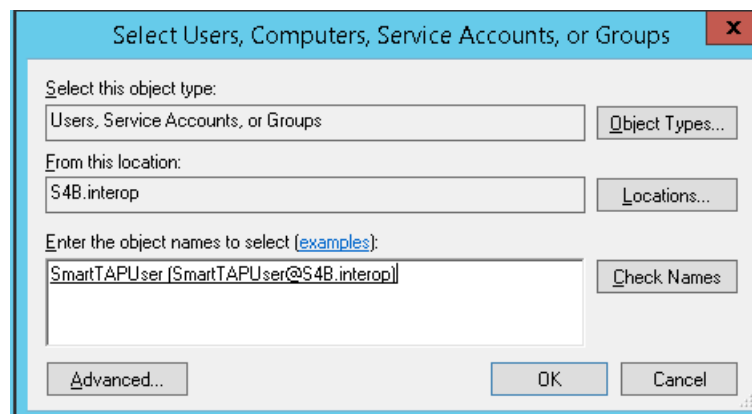 Select Users, Computers, Service Accounts, or Groups
x
Select this object type:
Users, Service Accounts, or Groups
Object Types...
From this location:
S4B.interop
Locations...
Enter the object names to select (examples):
SmartTAPUser (SmartTAPUser@S4B.interop)
Check Names
Advanced...
OK
Cancel